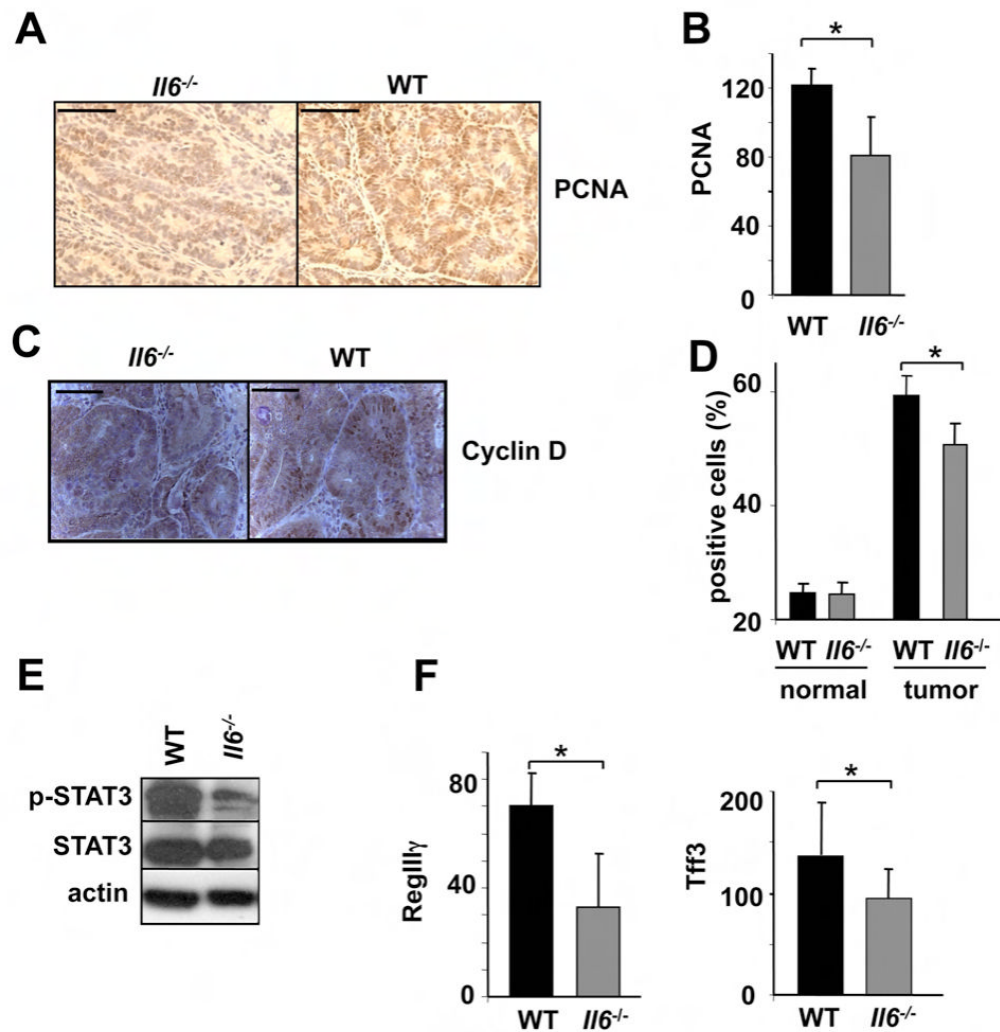 A
Il6-/-
WT
PCNA
B
*
PCNA
120
80
40
0
WT Il6-/-
C
Il6-/-
WT
Cyclin D
D
*
positive cells (%)
60
40
20
WT Il6-/- WT Il6-/-
normal tumor
E
WT
Il6-/-
p-STAT3
STAT3
actin
F
*
RegIIIγ
80
40
0
WT Il6-/-
*
Tff3
200
100
0
WT Il6-/-